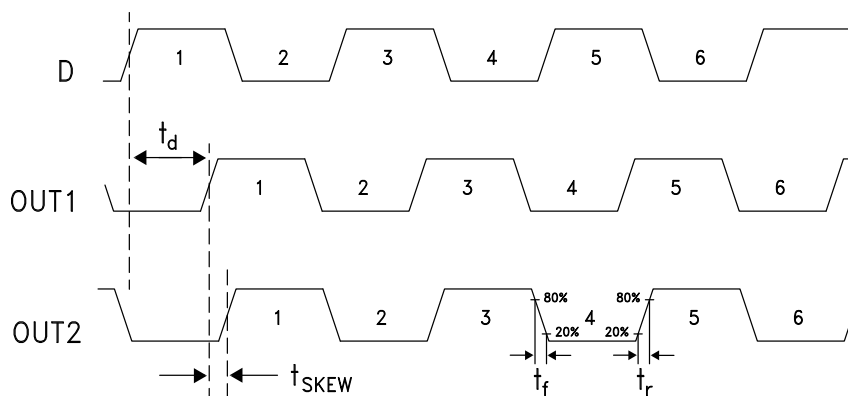 D 1 2 3 4 5 6
t_d
OUT1 1 2 3 4 5 6
OUT2 1 2 3 80% 20% 4 80% 20% 5 6
t_SKEW t_f t_r